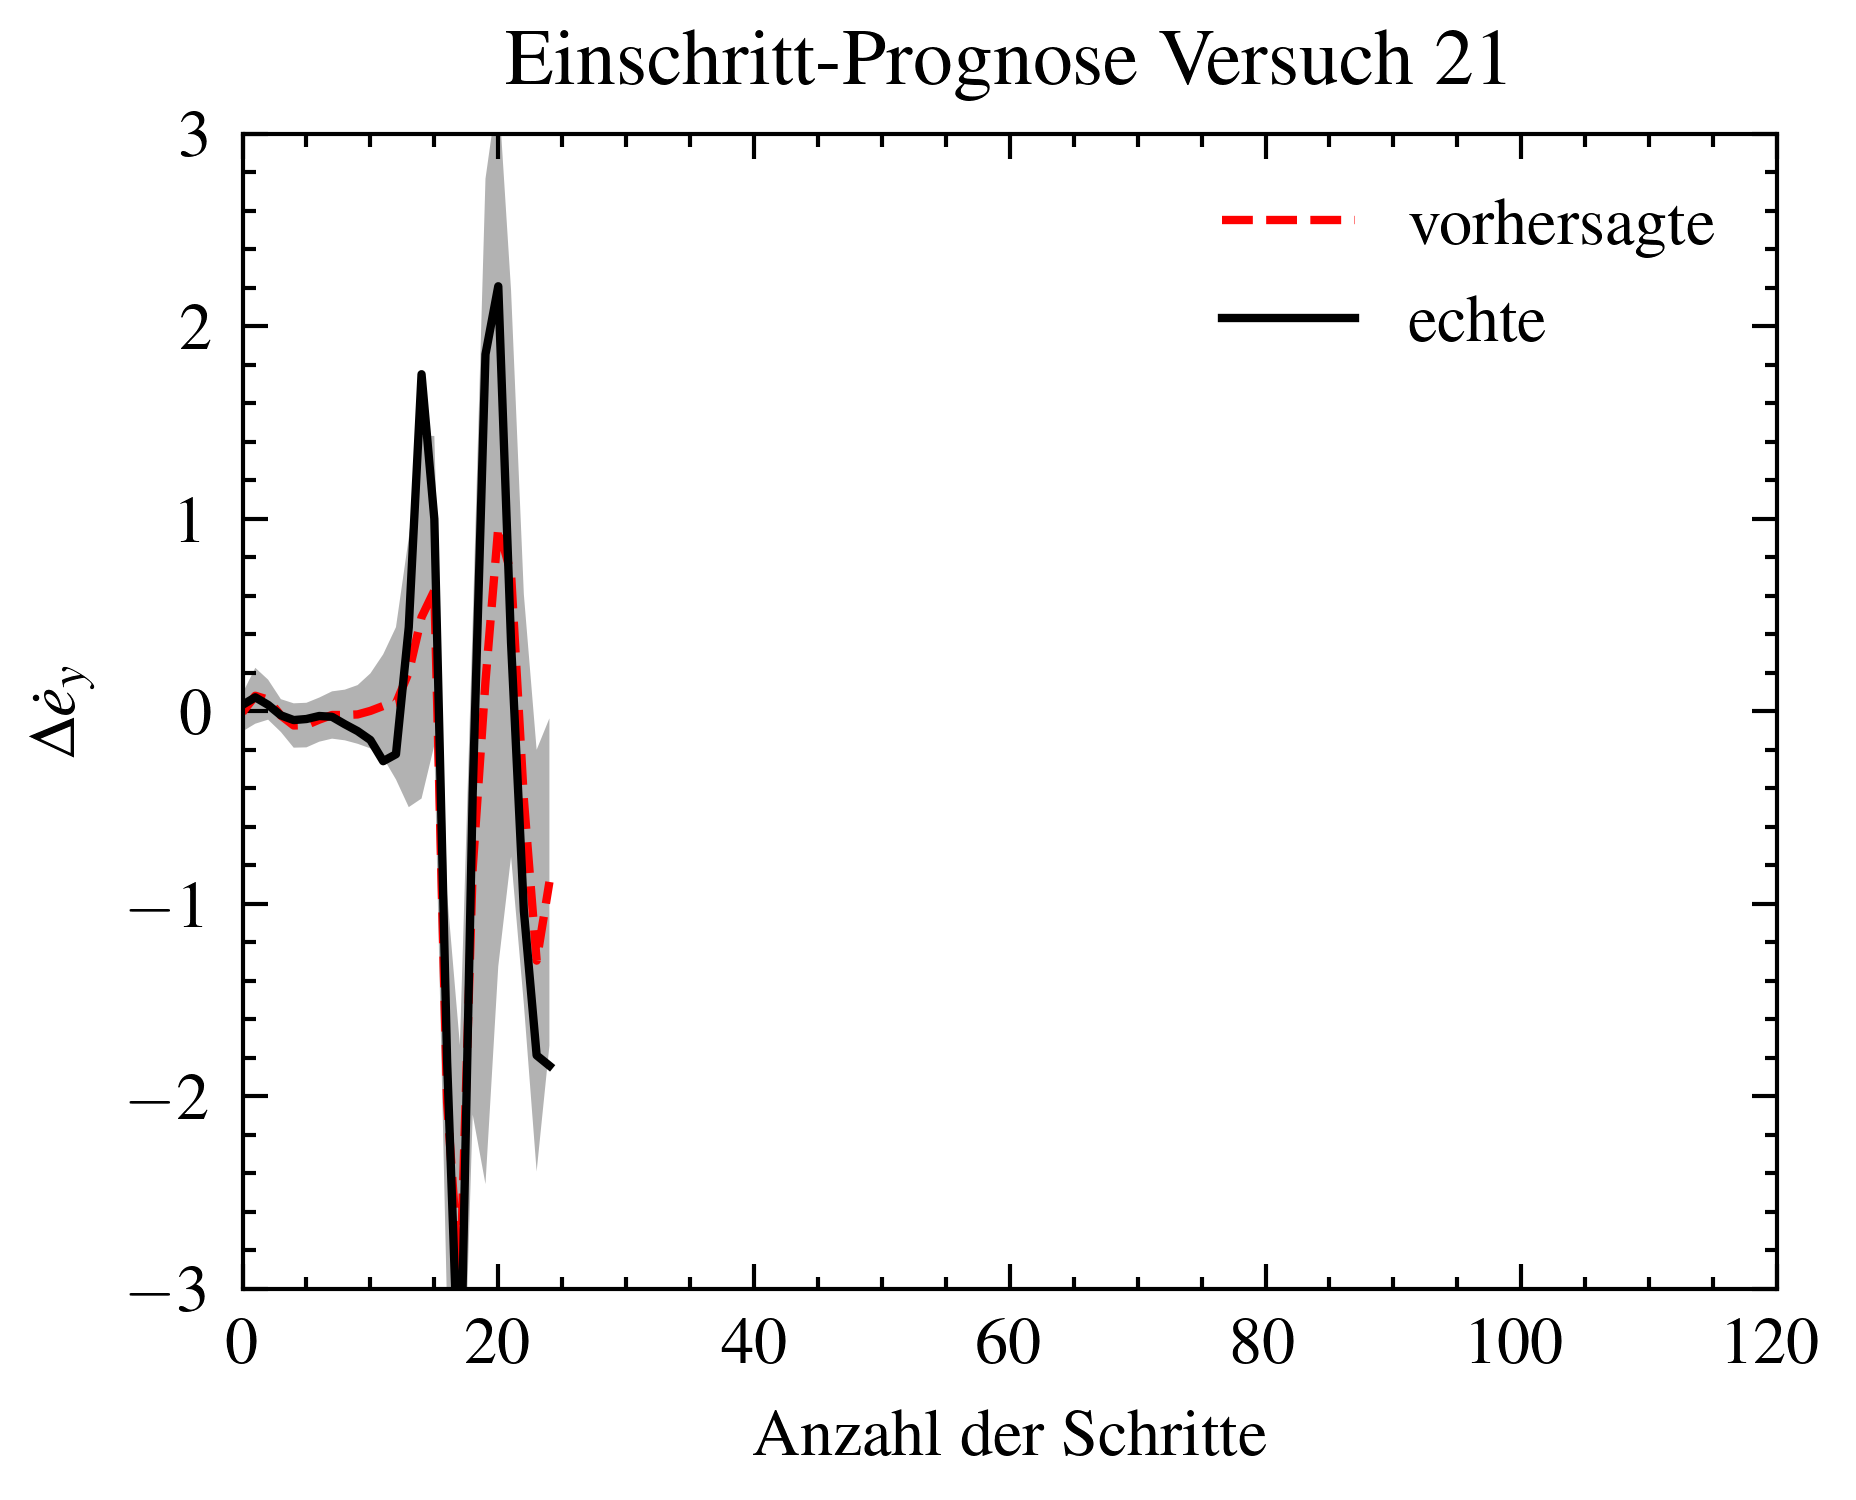 Einschritt-Prognose Versuch 21
3
2
1
0
−1
−2
−3
Δė_y
vorhersagte
echte
0 20 40 60 80 100 120
Anzahl der Schritte